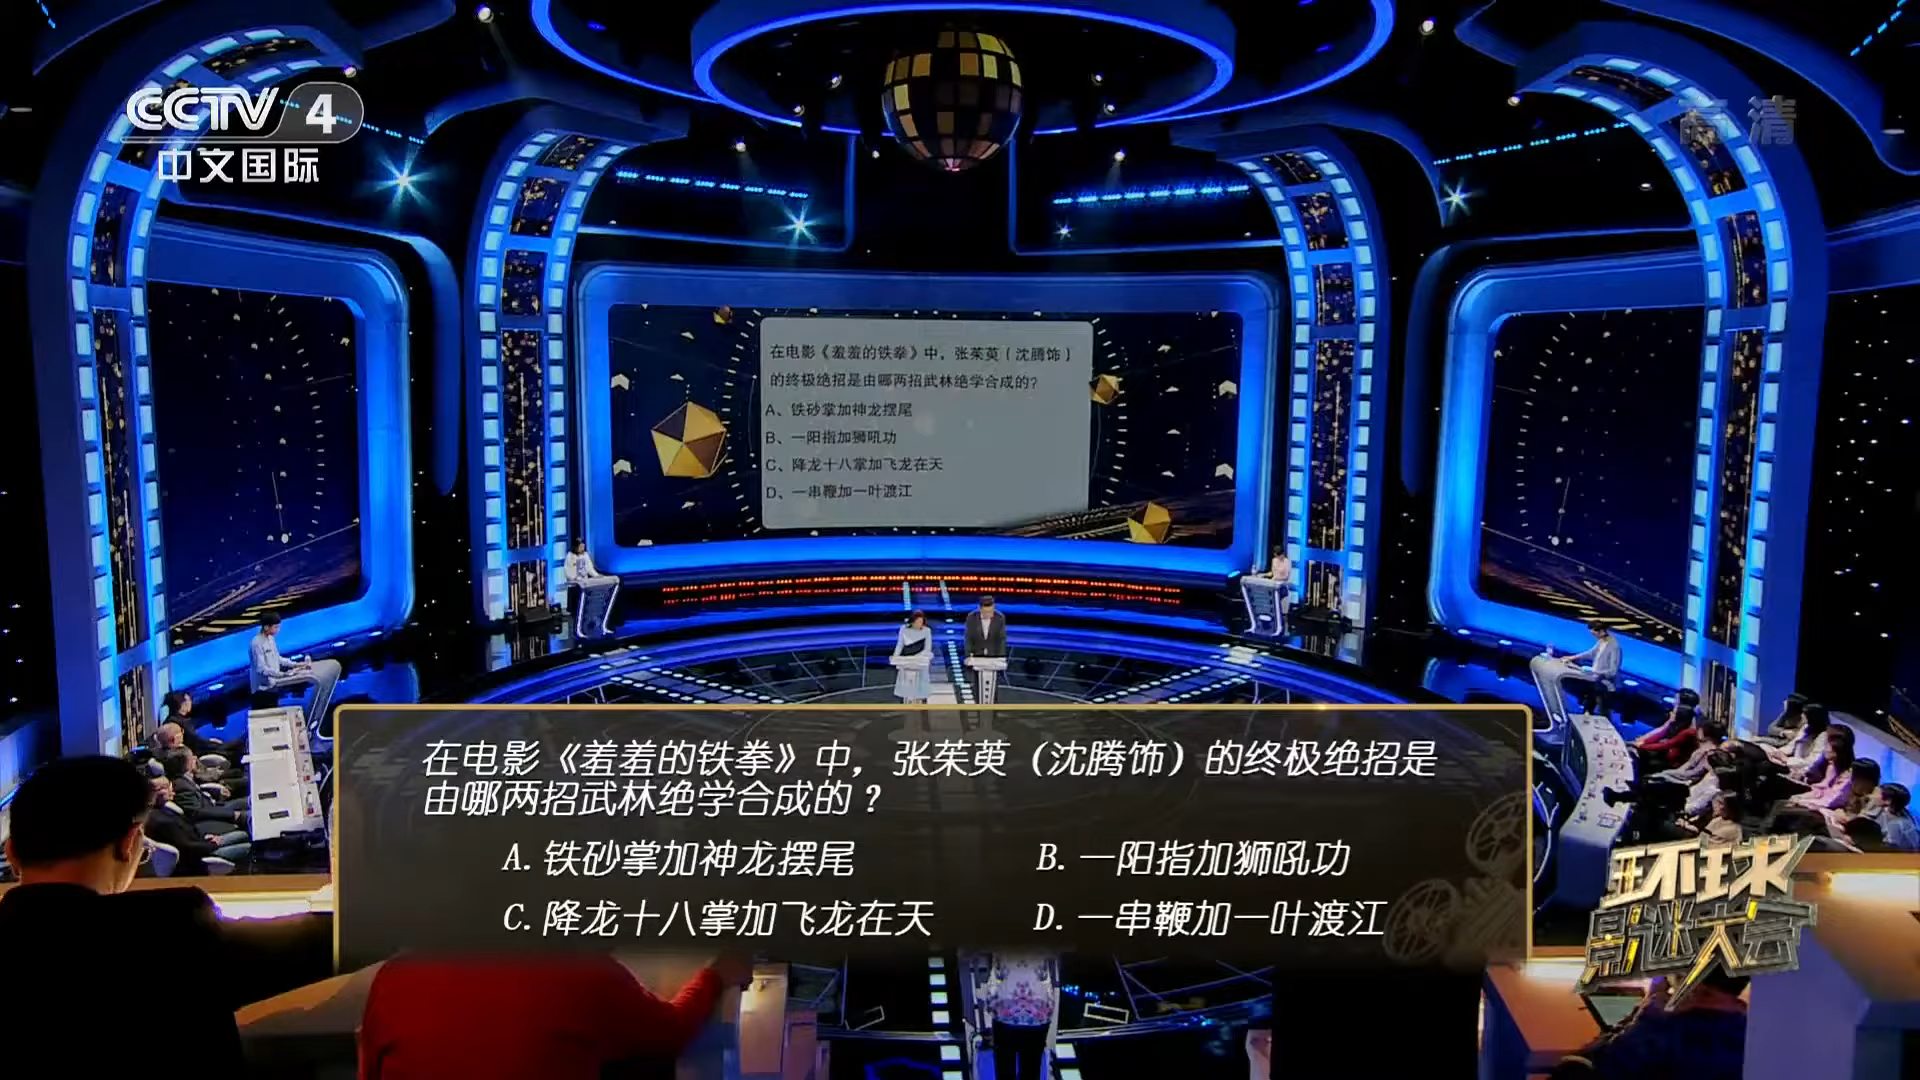 CCTV 4
中文国际
高清
在电影《羞羞的铁拳》中，张茱萸（沈腾饰）
的终极绝招是由哪两招武林绝学合成的？
A、铁砂掌加神龙摆尾
B、一阳指加狮吼功
C、降龙十八掌加飞龙在天
D、一串鞭加一叶渡江
在电影《羞羞的铁拳》中，张茱萸（沈腾饰）的终极绝招是
由哪两招武林绝学合成的？
A. 铁砂掌加神龙摆尾
B. 一阳指加狮吼功
C. 降龙十八掌加飞龙在天
D. 一串鞭加一叶渡江
环球
影迷大会